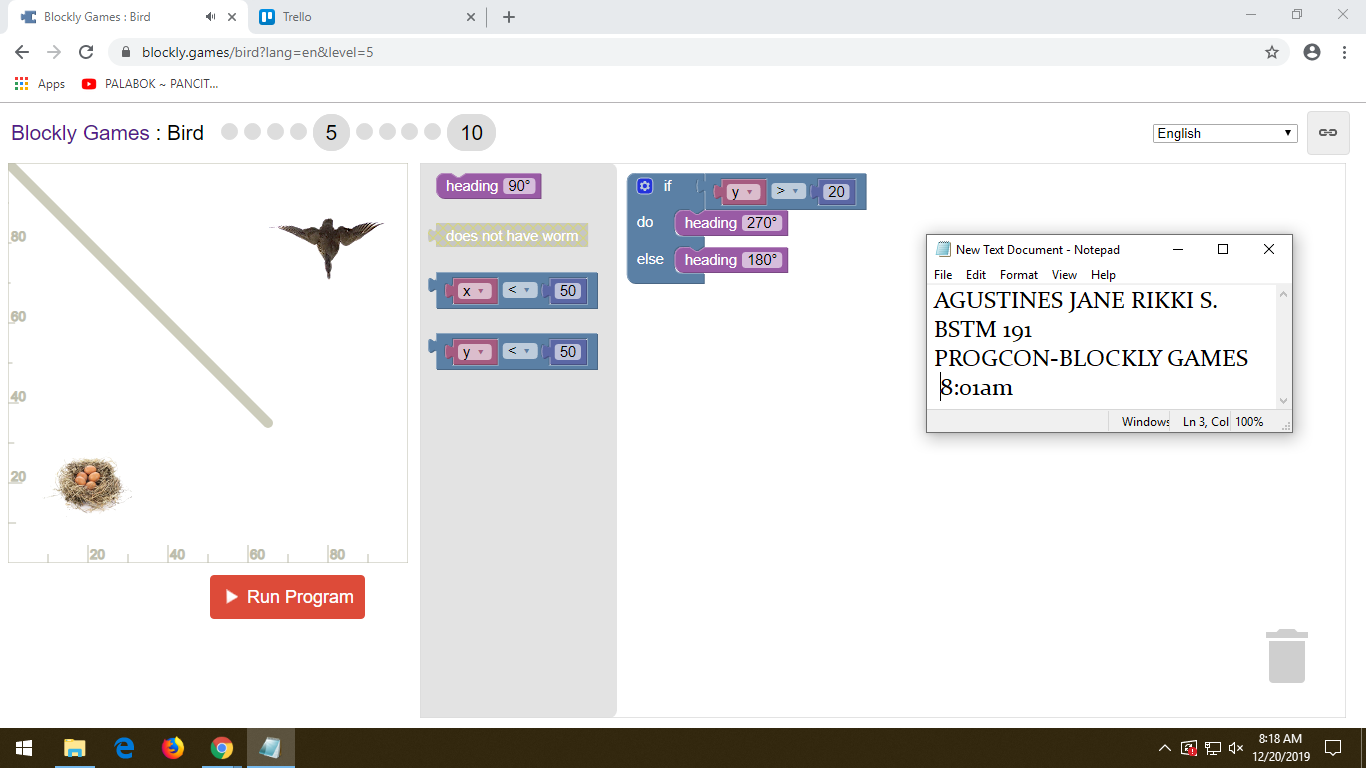 Blockly Games : Bird
Trello
blockly.games/bird?lang=en&level=5
Apps
PALABOK ~ PANCIT...
Blockly Games : Bird
5
10
English
80
60
40
20
20
40
60
80
Run Program
heading 90°
does not have worm
x < 50
y < 50
if y > 20
do heading 270°
else heading 180°
New Text Document - Notepad
File Edit Format View Help
AGUSTINES JANE RIKKI S.
BSTM 191
PROGCON-BLOCKLY GAMES
8:01am
Windows Ln 3, Col 100%
8:18 AM
12/20/2019